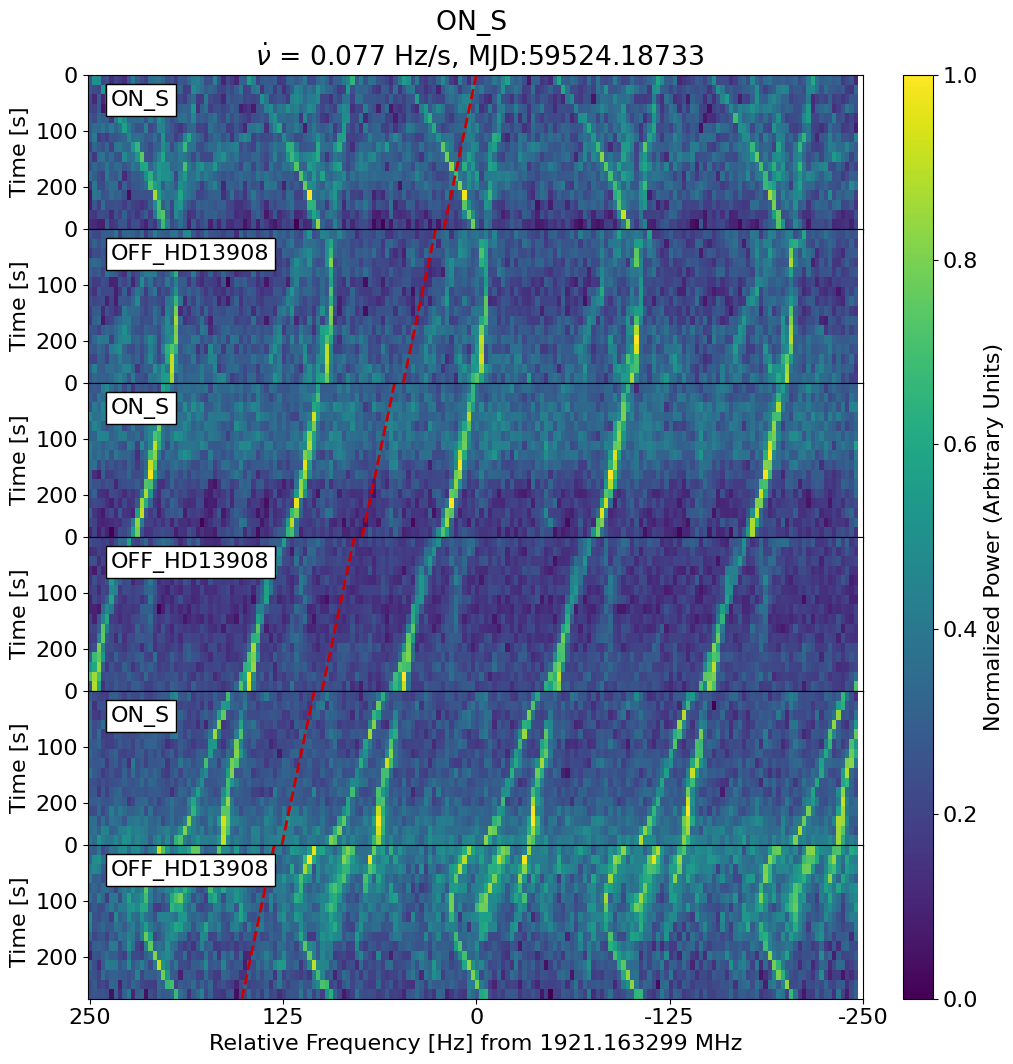 ON_S
ν̇ = 0.077 Hz/s, MJD:59524.18733
0
100
200
Time [s]
ON_S
0
100
200
Time [s]
OFF_HD13908
0
100
200
Time [s]
ON_S
0
100
200
Time [s]
OFF_HD13908
0
100
200
Time [s]
ON_S
0
100
200
Time [s]
OFF_HD13908
250 125 0 -125 -250
Relative Frequency [Hz] from 1921.163299 MHz
1.0
0.8
0.6
0.4
0.2
0.0
Normalized Power (Arbitrary Units)